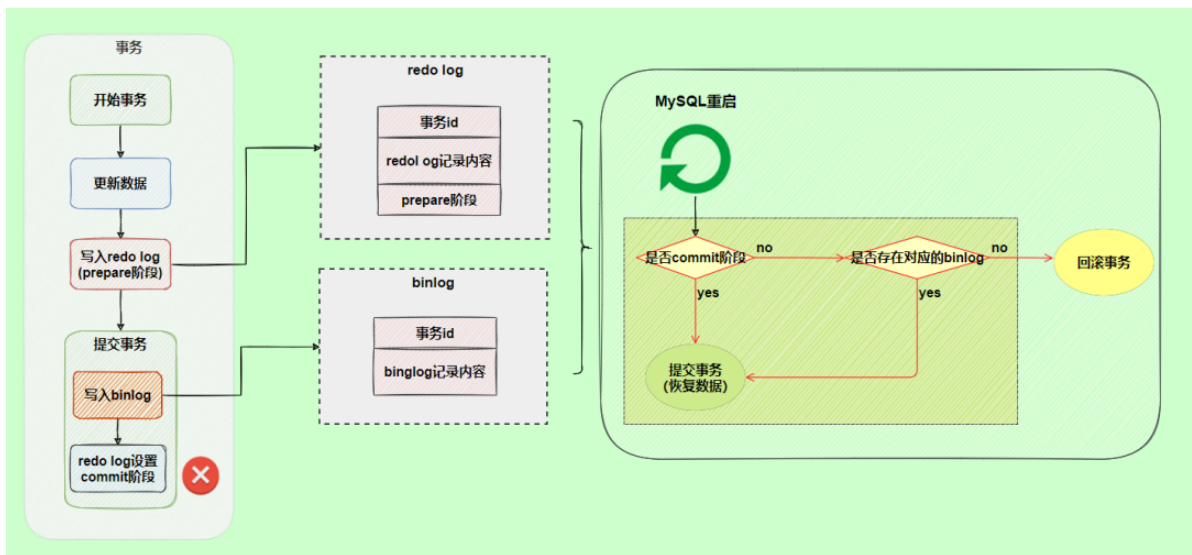 事务
开始事务
更新数据
写入redo log
(prepare阶段)
提交事务
写入binlog
redo log设置
commit阶段
redo log
事务id
redol og记录内容
prepare阶段
binlog
事务id
binglog记录内容
MySQL重启
是否commit阶段
no
是否存在对应的binlog
no
回滚事务
yes
yes
提交事务
(恢复数据)